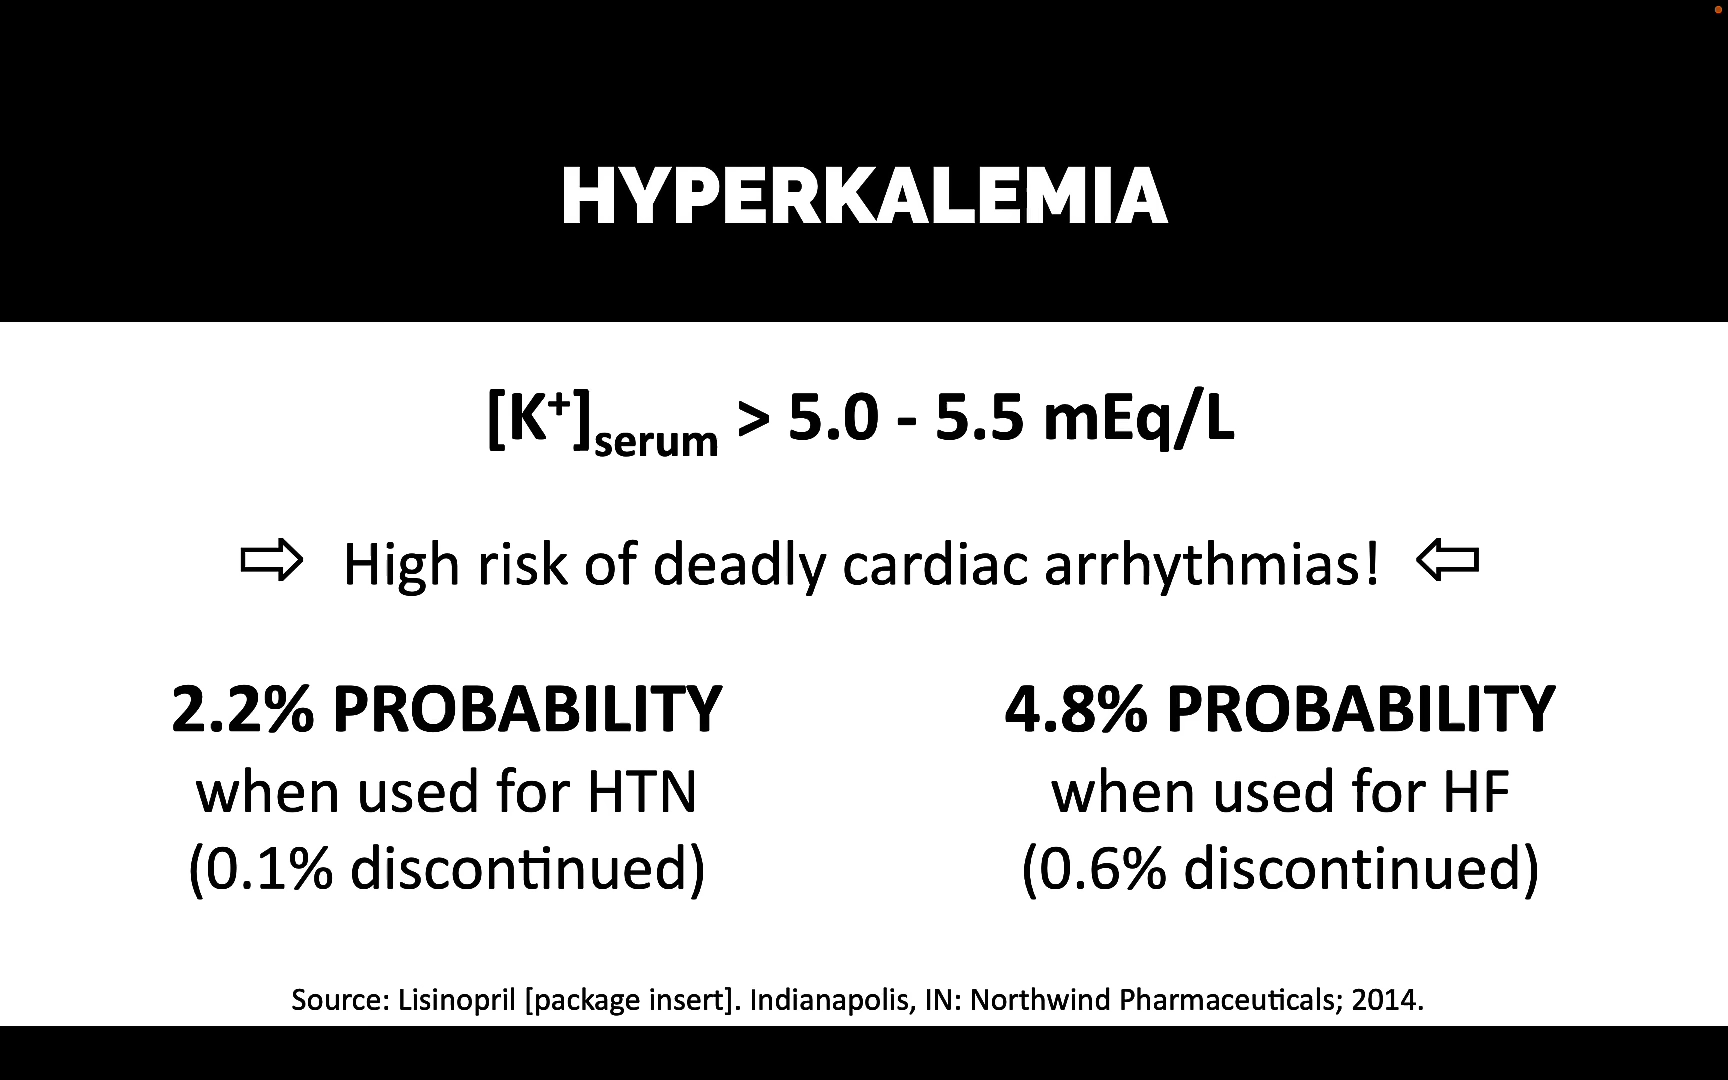 HYPERKALEMIA
[K⁺]serum > 5.0 - 5.5 mEq/L
⇨ High risk of deadly cardiac arrhythmias! ⇦
2.2% PROBABILITY
when used for HTN
(0.1% discontinued)
4.8% PROBABILITY
when used for HF
(0.6% discontinued)
Source: Lisinopril [package insert]. Indianapolis, IN: Northwind Pharmaceuticals; 2014.